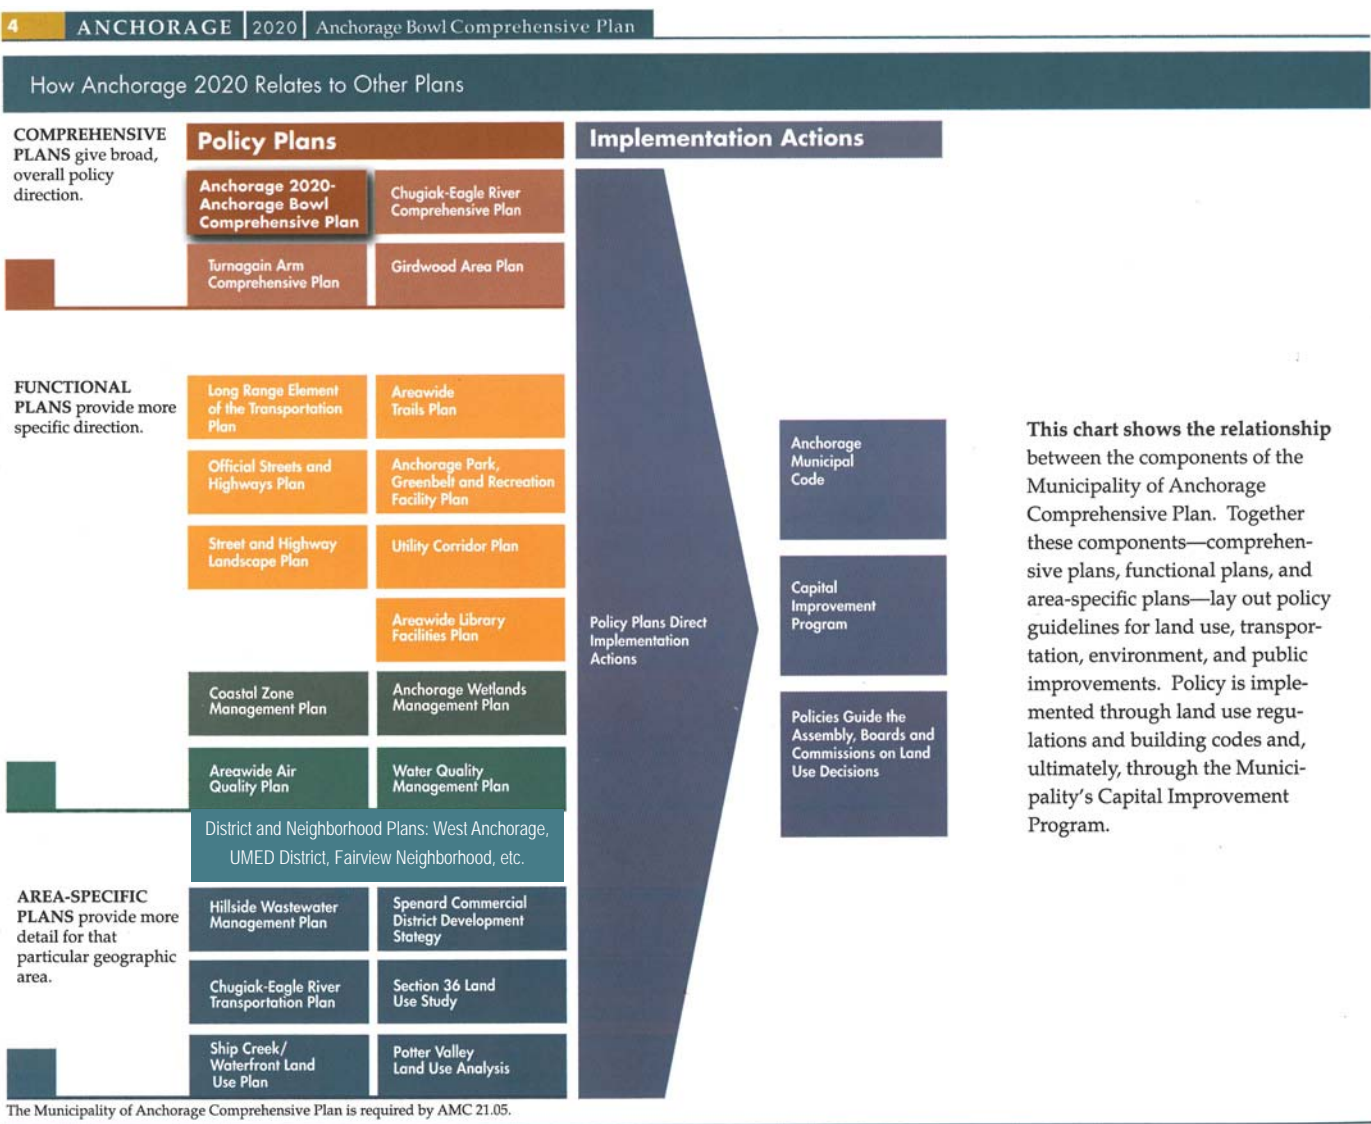 4 ANCHORAGE 2020 Anchorage Bowl Comprehensive Plan
How Anchorage 2020 Relates to Other Plans
COMPREHENSIVE
PLANS give broad,
overall policy
direction.
Policy Plans
Anchorage 2020-
Anchorage Bowl
Comprehensive Plan
Chugiak-Eagle River
Comprehensive Plan
Turnagain Arm
Comprehensive Plan
Girdwood Area Plan
FUNCTIONAL
PLANS provide more
specific direction.
Long Range Element
of the Transportation
Plan
Areawide
Trails Plan
Official Streets and
Highways Plan
Anchorage Park,
Greenbelt and Recreation
Facility Plan
Street and Highway
Landscape Plan
Utility Corridor Plan
Areawide Library
Facilities Plan
Coastal Zone
Management Plan
Anchorage Wetlands
Management Plan
Areawide Air
Quality Plan
Water Quality
Management Plan
District and Neighborhood Plans: West Anchorage,
UMED District, Fairview Neighborhood, etc.
AREA-SPECIFIC
PLANS provide more
detail for that
particular geographic
area.
Hillside Wastewater
Management Plan
Spenard Commercial
District Development
Stategy
Chugiak-Eagle River
Transportation Plan
Section 36 Land
Use Study
Ship Creek/
Waterfront Land
Use Plan
Potter Valley
Land Use Analysis
Implementation Actions
Policy Plans Direct
Implementation
Actions
Anchorage
Municipal
Code
Capital
Improvement
Program
Policies Guide the
Assembly, Boards and
Commissions on Land
Use Decisions
This chart shows the relationship
between the components of the
Municipality of Anchorage
Comprehensive Plan. Together
these components—comprehen-
sive plans, functional plans, and
area-specific plans—lay out policy
guidelines for land use, transpor-
tation, environment, and public
improvements. Policy is imple-
mented through land use regu-
lations and building codes and,
ultimately, through the Munici-
pality's Capital Improvement
Program.
The Municipality of Anchorage Comprehensive Plan is required by AMC 21.05.